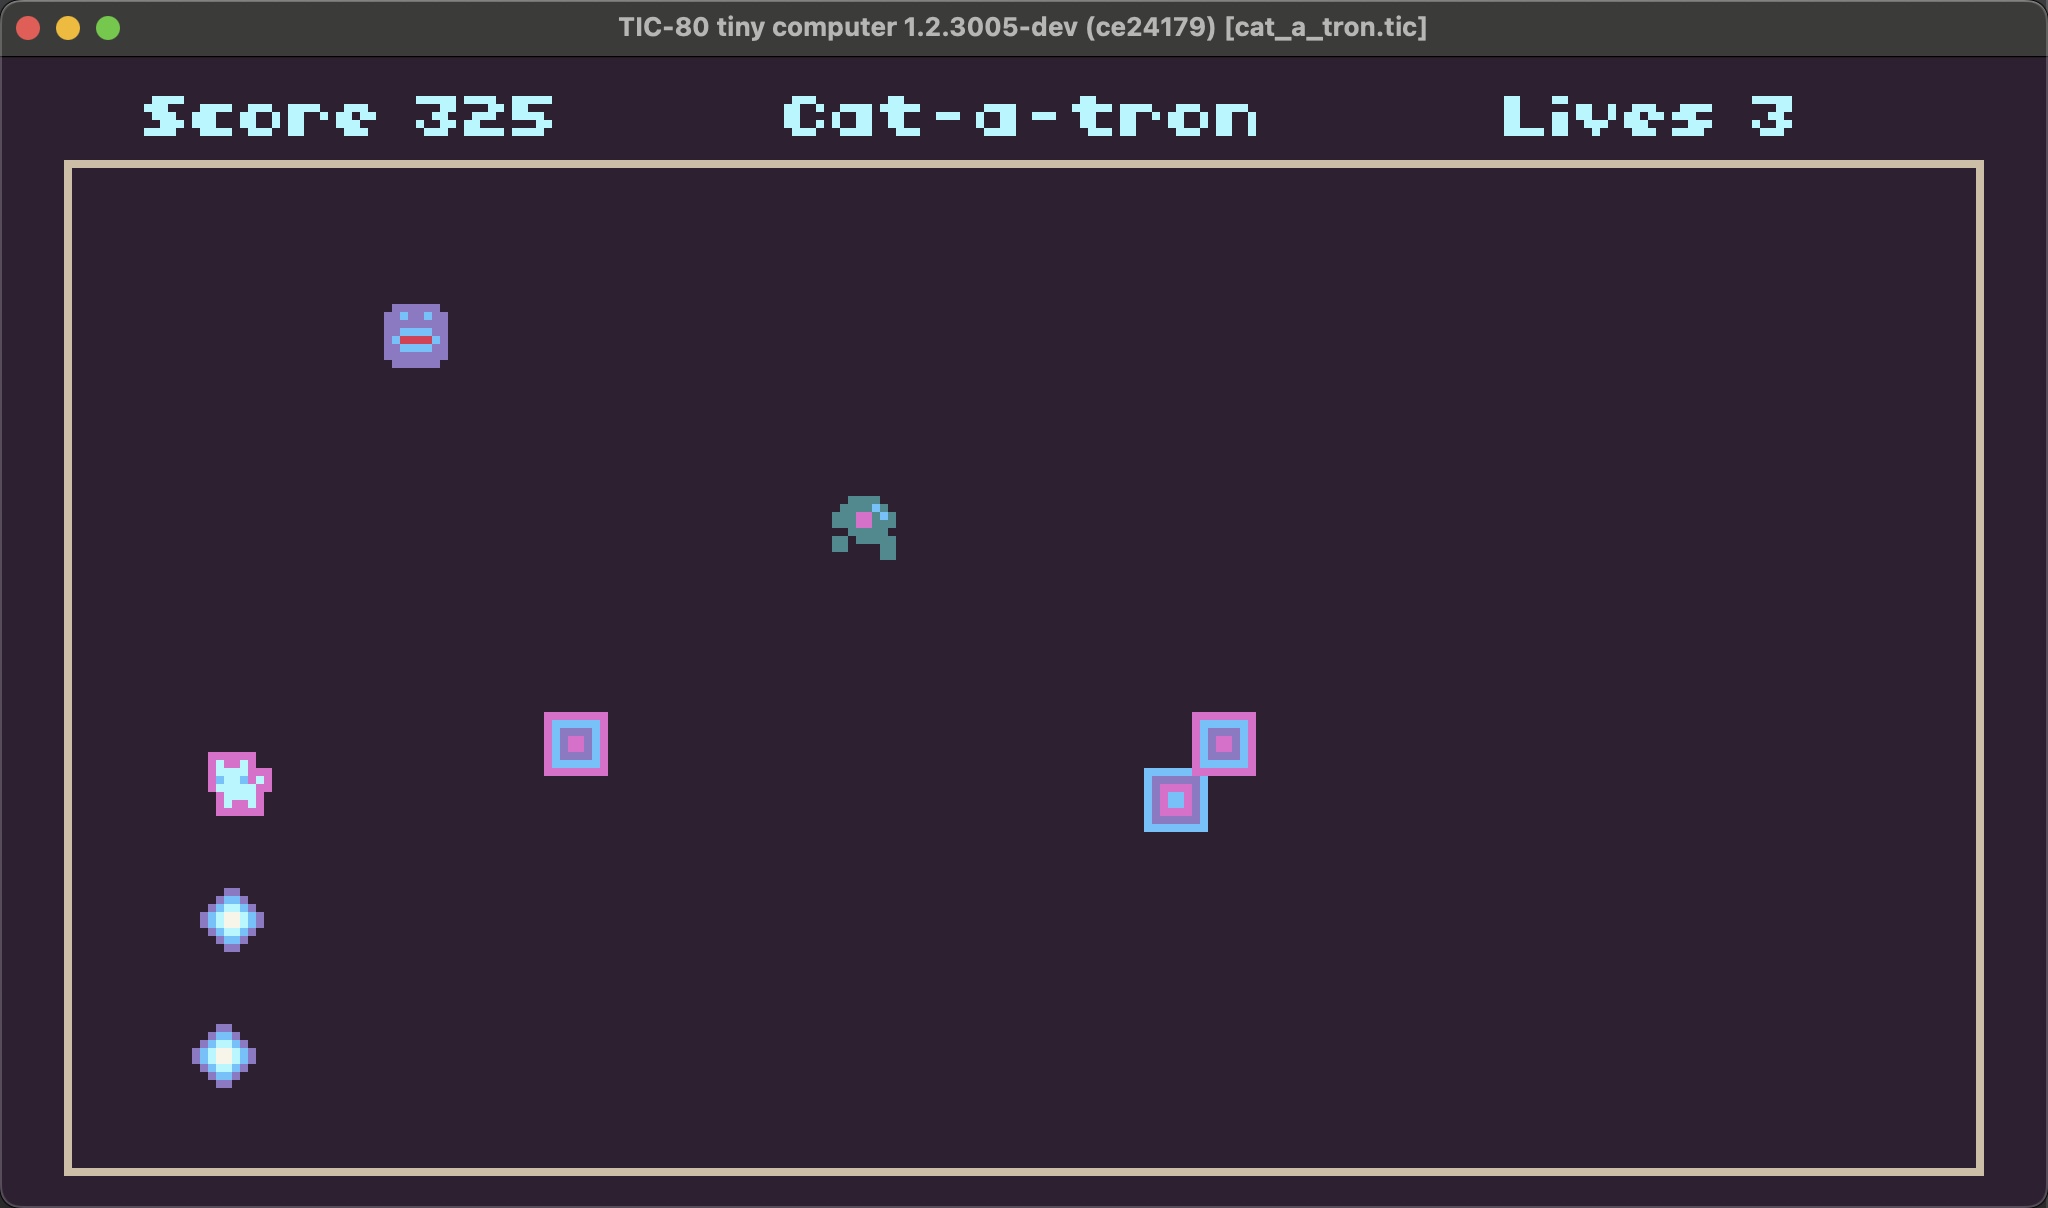 TIC-80 tiny computer 1.2.3005-dev (ce24179) [cat_a_tron.tic]
Score 325 Cat-a-tron Lives 3